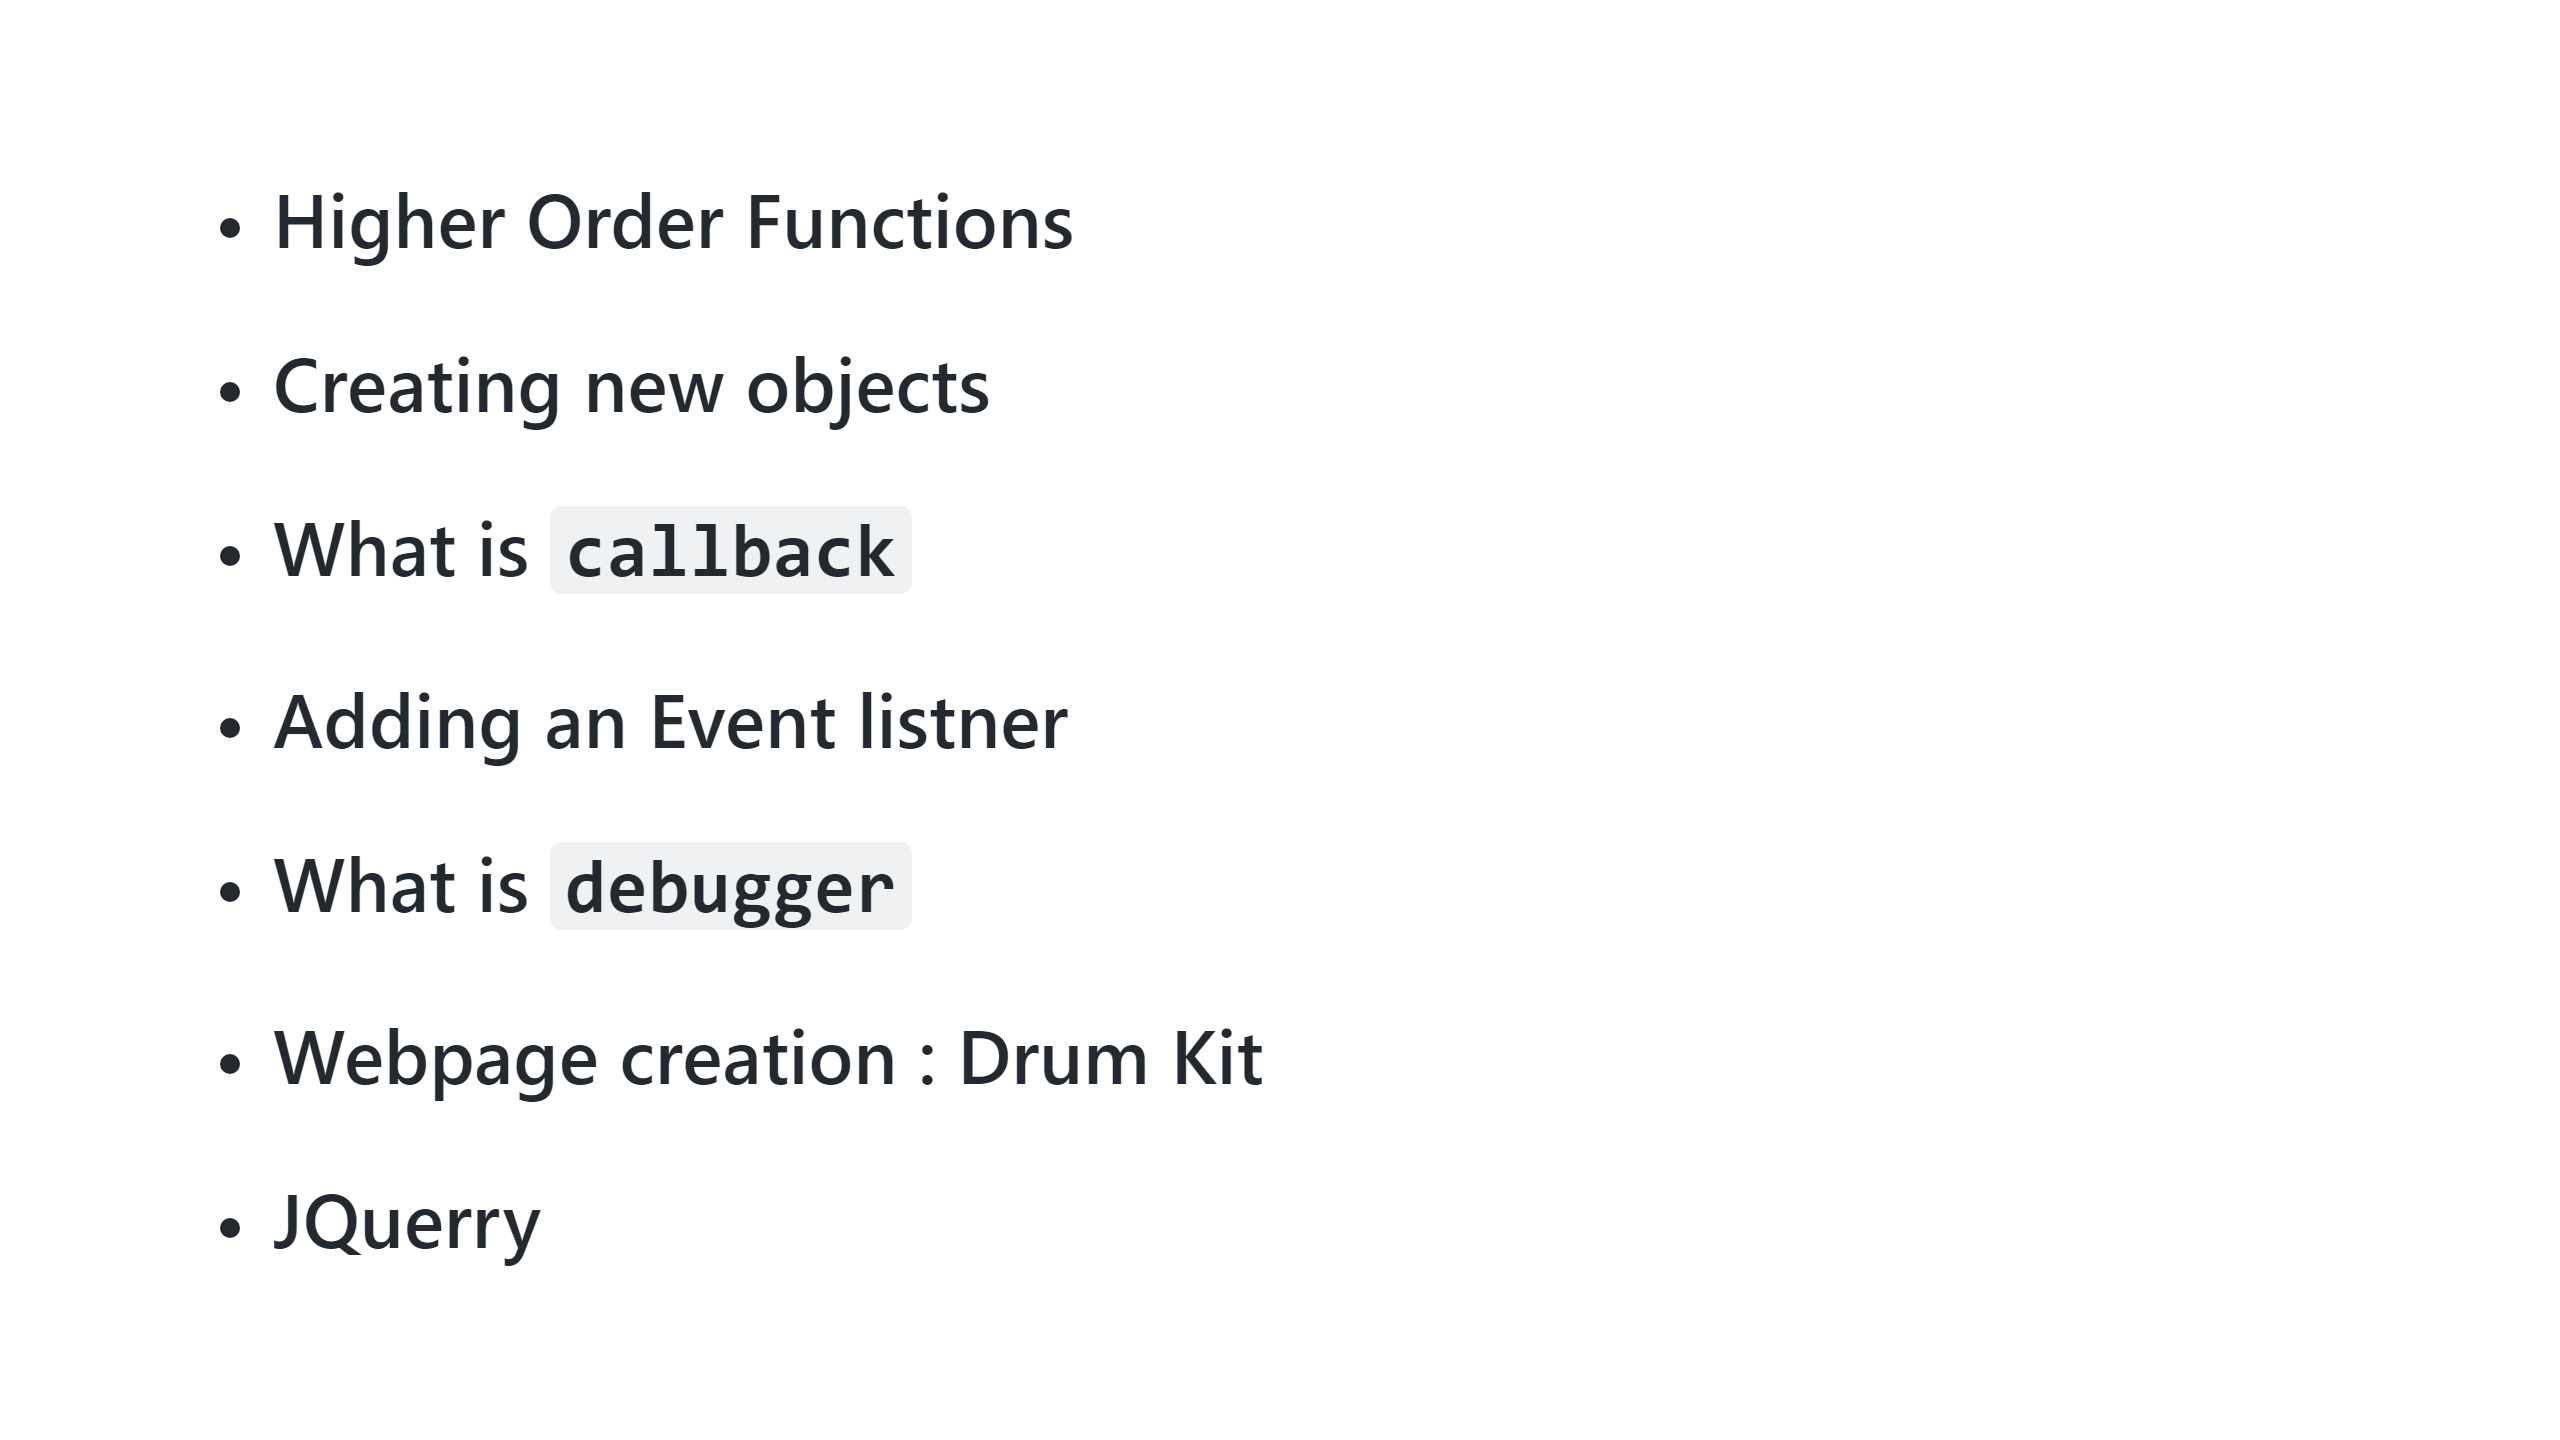 • Higher Order Functions
• Creating new objects
• What is callback
• Adding an Event listner
• What is debugger
• Webpage creation : Drum Kit
• JQuerry